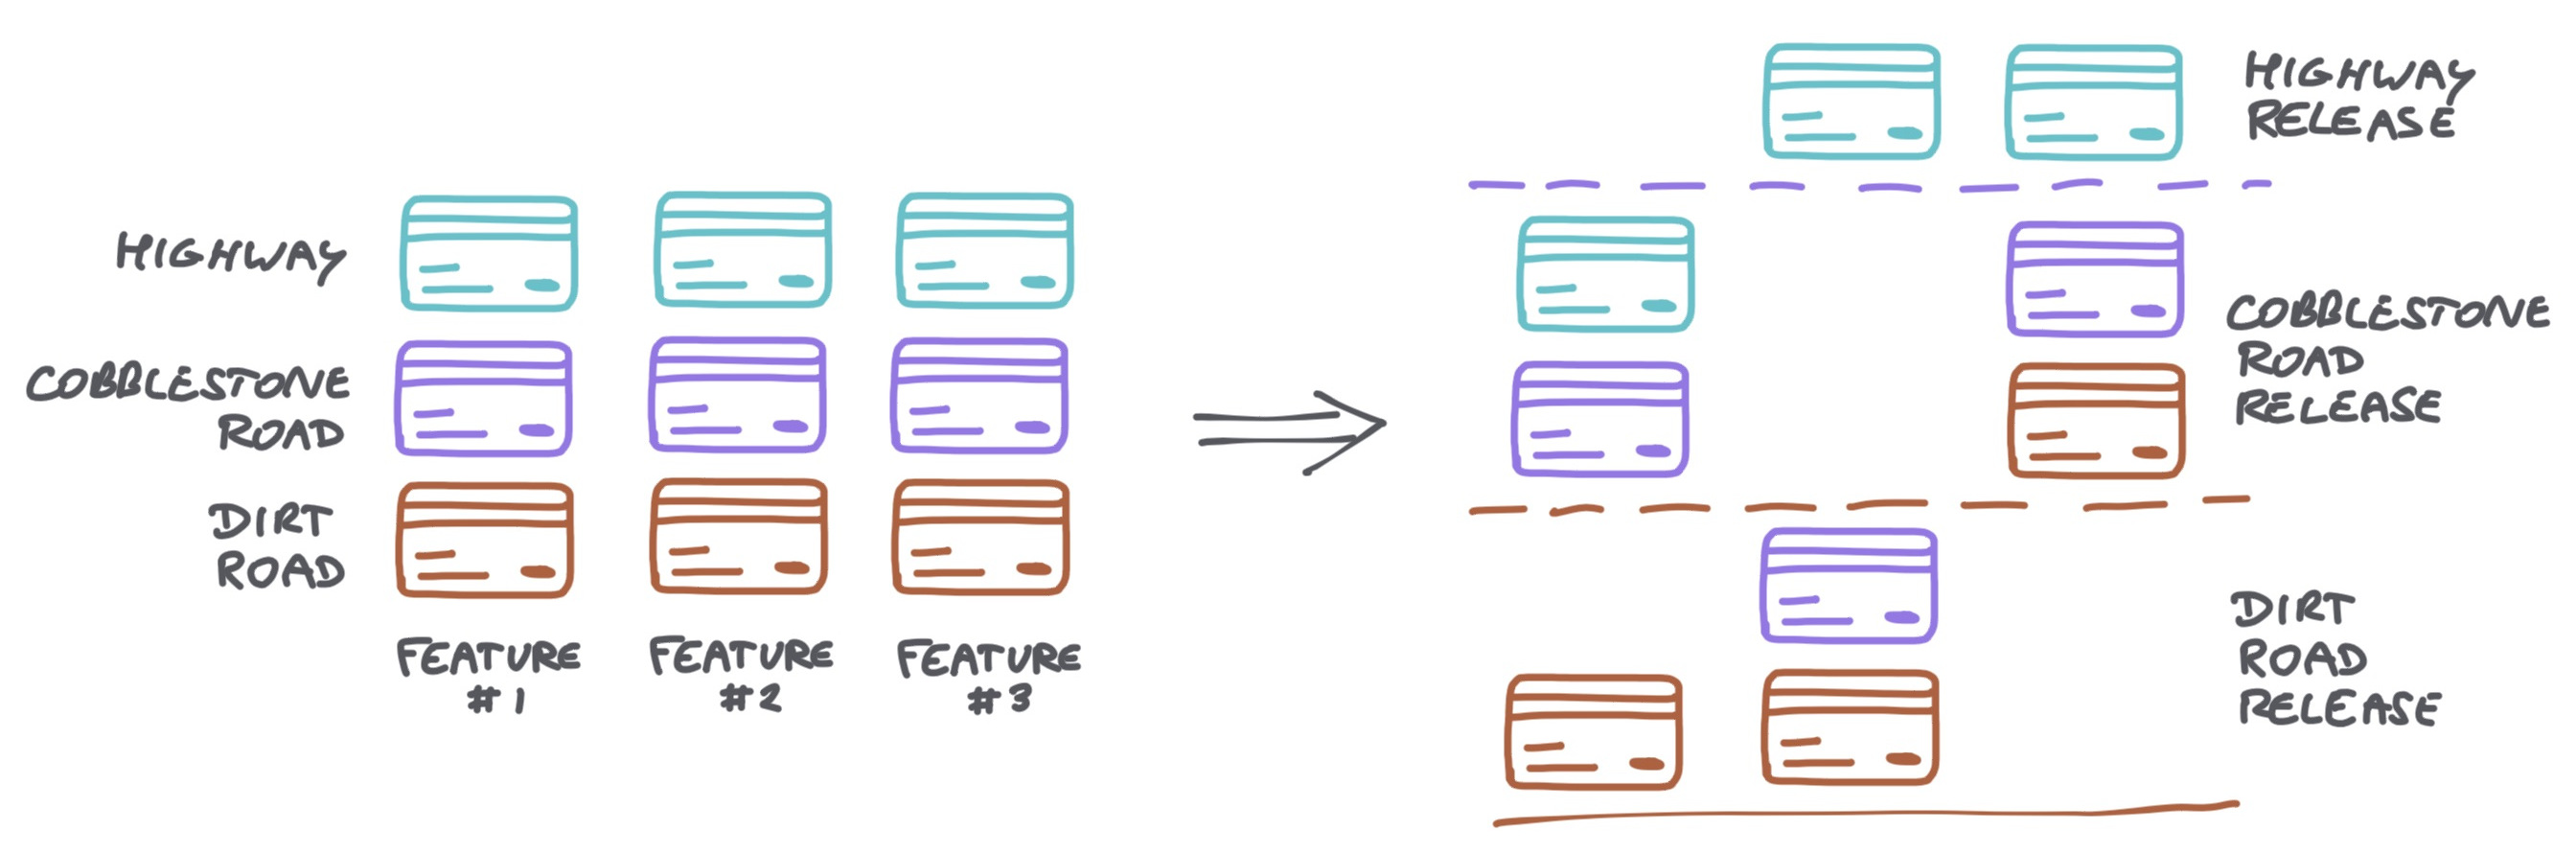 HIGHWAY
COBBLESTONE
ROAD
DIRT
ROAD
FEATURE
#1
FEATURE
#2
FEATURE
#3
HIGHWAY
RELEASE
COBBLESTONE
ROAD
RELEASE
DIRT
ROAD
RELEASE